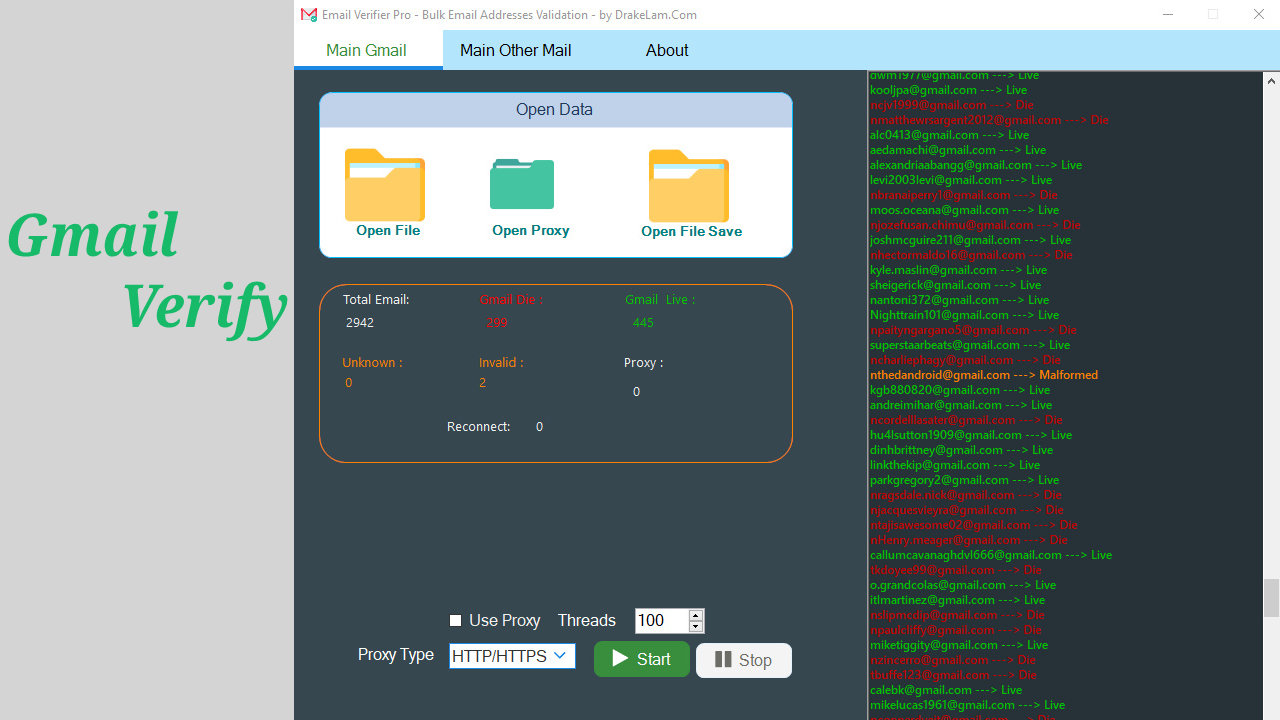 Gmail
Verify
Email Verifier Pro - Bulk Email Addresses Validation - by DrakeLam.Com
Main Gmail
Main Other Mail
About
Open Data
Open File
Open Proxy
Open File Save
Total Email:
Gmail Die :
Gmail Live :
2942
299
445
Unknown :
Invalid :
Proxy :
0
2
0
Reconnect: 0
Use Proxy
Threads
100
Proxy Type
HTTP/HTTPS
Start
Stop
dwm1977@gmail.com ---> Live
kooljpa@gmail.com ---> Live
ncjv1999@gmail.com ---> Die
nmatthewrsargent2012@gmail.com ---> Die
alc0413@gmail.com ---> Live
aedamachi@gmail.com ---> Live
alexandriaabangg@gmail.com ---> Live
levi2003levi@gmail.com ---> Live
nbranaiperry1@gmail.com ---> Die
moos.oceana@gmail.com ---> Live
njozefusan.chimu@gmail.com ---> Die
joshmcguire211@gmail.com ---> Live
nhectormaldo16@gmail.com ---> Die
kyle.maslin@gmail.com ---> Live
sheigerick@gmail.com ---> Live
nantoni372@gmail.com ---> Live
Nighttrain101@gmail.com ---> Live
npaityngargano5@gmail.com ---> Die
superstaarbeats@gmail.com ---> Live
ncharliephagy@gmail.com ---> Die
nthedandroid@gmail.com ---> Malformed
kgb880820@gmail.com ---> Live
andreimihar@gmail.com ---> Live
ncordelllasater@gmail.com ---> Die
hu4lsutton1909@gmail.com ---> Live
dinhbrittney@gmail.com ---> Live
linkthekip@gmail.com ---> Live
parkgregory2@gmail.com ---> Live
nragsdale.nick@gmail.com ---> Die
njacquesvieyra@gmail.com ---> Die
ntajisawesome02@gmail.com ---> Die
nHenry.meager@gmail.com ---> Die
callumcavanaghdvl666@gmail.com ---> Live
tkdoyee99@gmail.com ---> Die
o.grandcolas@gmail.com ---> Live
itlmartinez@gmail.com ---> Live
nslipmcdip@gmail.com ---> Die
npaulcliffy@gmail.com ---> Die
miketiggity@gmail.com ---> Live
nzincerro@gmail.com ---> Die
tbuffe123@gmail.com ---> Die
calebk@gmail.com ---> Live
mikelucas1961@gmail.com ---> Live